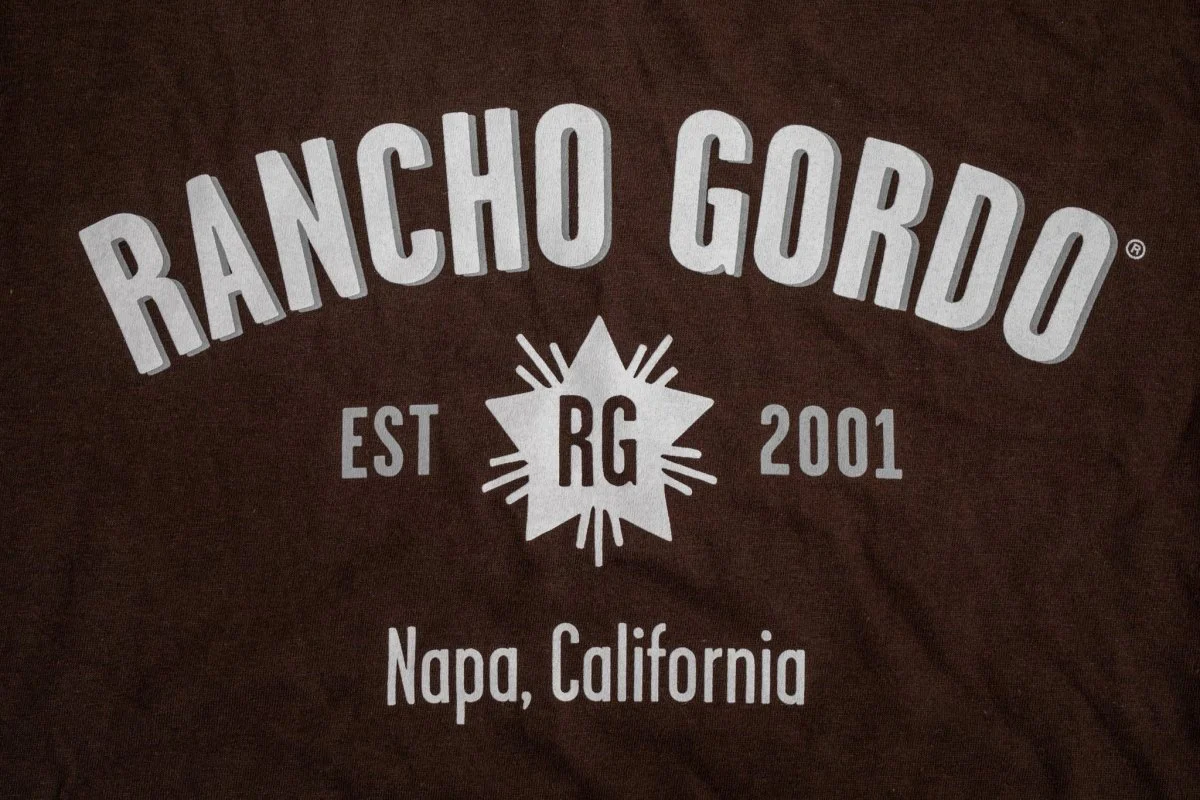 RANCHO GORDO®
EST RG 2001
Napa, California